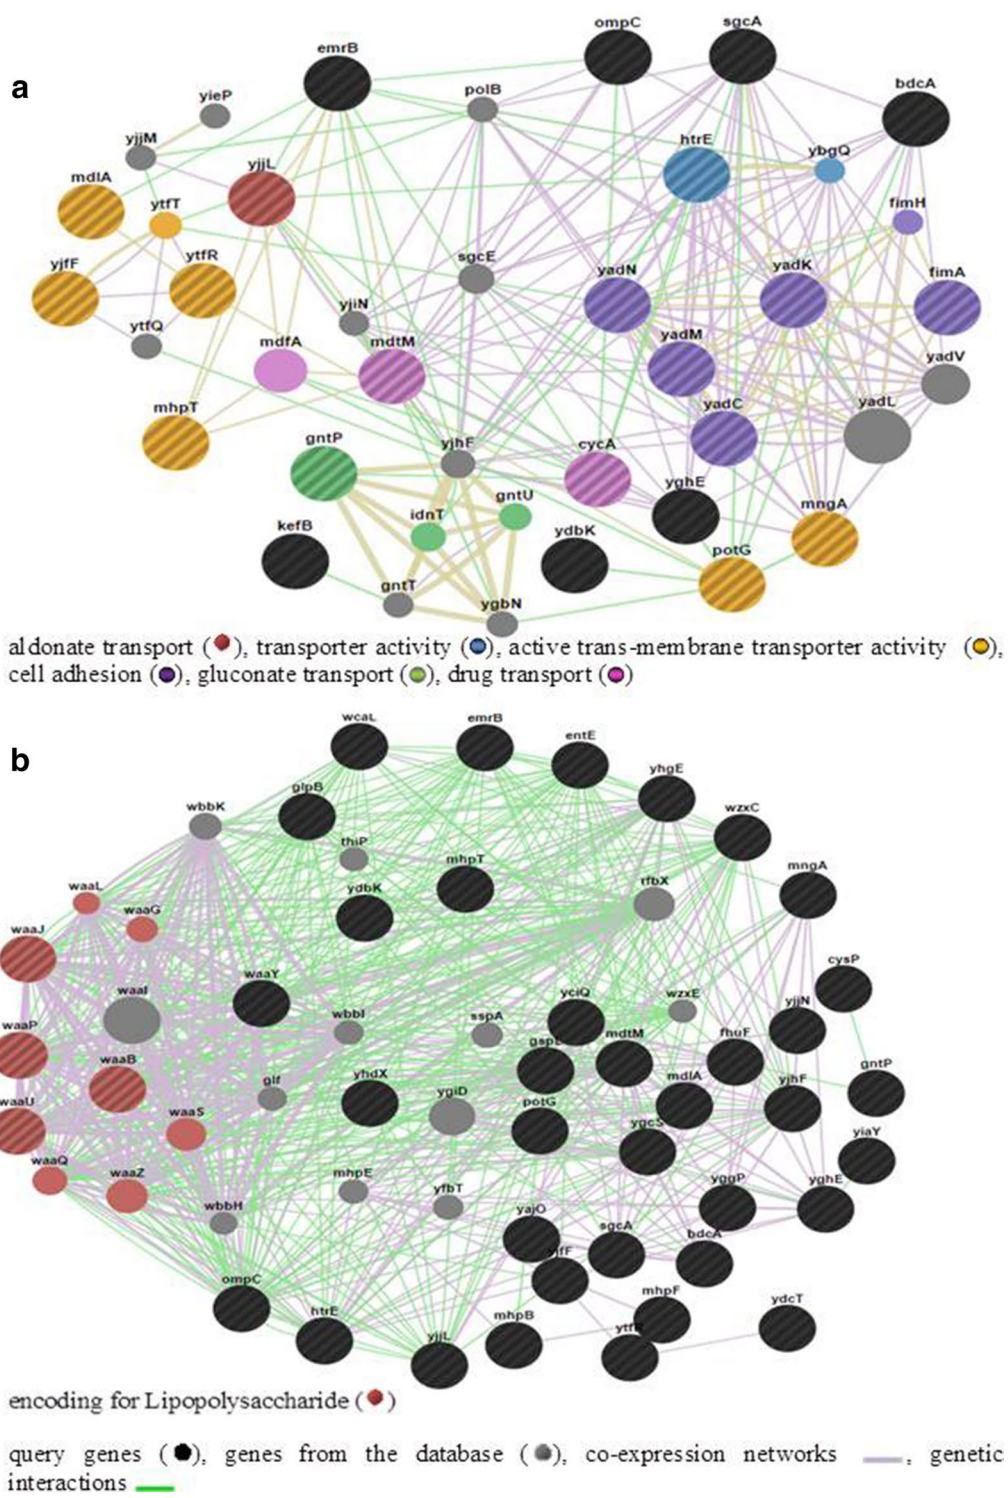 a
ompC
sgcA
emrB
bdcA
polB
yieP
yjjM
htrE
ybgQ
yjjL
mdlA
ytfT
fimH
yjfF
ytfR
sgcE
yadN
yadK
fimA
yjiN
ytfQ
mdfA
mdtM
yadM
yadV
mhpT
yadC
yadL
gntP
yjhF
cycA
yghE
gntU
idnT
mngA
kefB
ydbK
potG
gntT
ygbN
aldonate transport ( ), transporter activity ( ), active trans-membrane transporter activity ( ),
cell adhesion ( ), gluconate transport ( ), drug transport ( )
b
wcaL
emrB
entE
yhgE
glpB
wbbK
wzxC
thiP
mhpT
mngA
waaL
ydbK
rfbX
waaG
waaJ
cysP
waaY
waaI
yciQ
wzxE
yjjN
wbbI
sspA
waaP
gspL
mdtM
fhuF
waaB
glf
yhdX
mdlA
yjhF
gntP
waaU
ygiD
potG
waaS
ygcS
yiaY
waaQ
waaZ
mhpE
yfbT
yggP
yghE
wbbH
yajO
sgcA
bdcA
ompC
mhpF
htrE
mhpB
ydcT
yjjL
encoding for Lipopolysaccharide ( )
query genes ( ), genes from the database ( ), co-expression networks , genetic
interactions